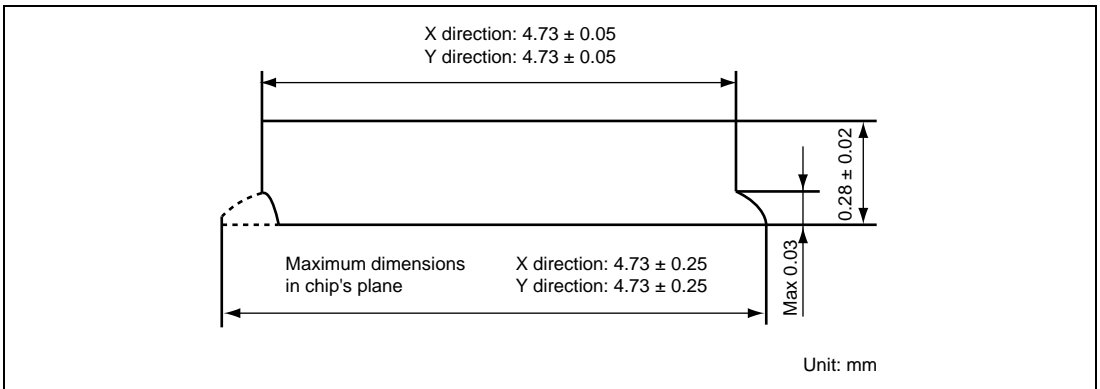 X direction: 4.73 ± 0.05
Y direction: 4.73 ± 0.05
0.28 ± 0.02
Max 0.03
Maximum dimensions
in chip's plane
X direction: 4.73 ± 0.25
Y direction: 4.73 ± 0.25
Unit: mm